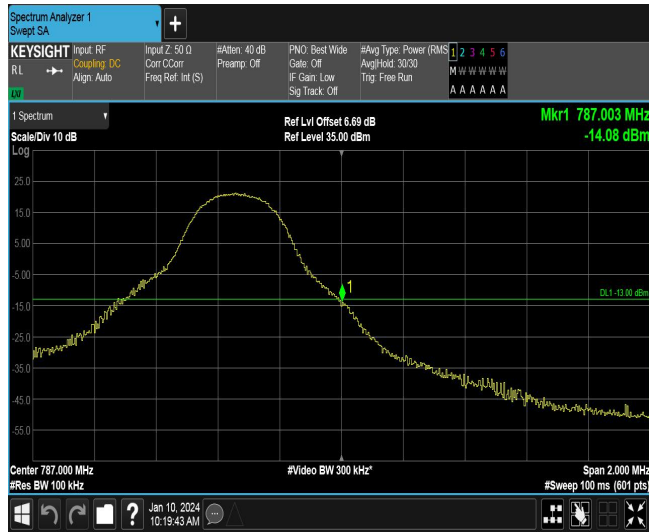 Spectrum Analyzer 1
Swept SA
+
KEYSIGHT
RL
LXI
Input: RF
Coupling: DC
Align: Auto
Input Z: 50 Ω
Corr CCorr
Freq Ref: Int (S)
#Atten: 40 dB
Preamp: Off
PNO: Best Wide
Gate: Off
IF Gain: Low
Sig Track: Off
#Avg Type: Power (RMS
Avg|Hold: 30/30
Trig: Free Run
1 2 3 4 5 6
M W W W W W
A A A A A A
1 Spectrum
Scale/Div 10 dB
Log
Ref Lvl Offset 6.69 dB
Ref Level 35.00 dBm
Mkr1 787.003 MHz
-14.08 dBm
25.0
15.0
5.00
-5.00
1
DL1 -13.00 dBm
-15.0
-25.0
-35.0
-45.0
-55.0
Center 787.000 MHz
#Res BW 100 kHz
#Video BW 300 kHz*
Span 2.000 MHz
#Sweep 100 ms (601 pts)
?
Jan 10, 2024
10:19:43 AM